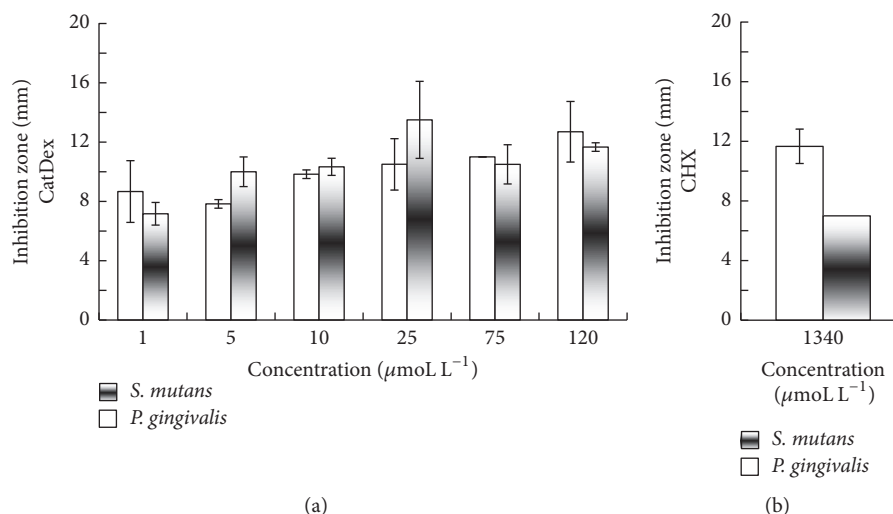 Inhibition zone (mm)
CatDex
20
16
12
8
4
0
1 5 10 25 75 120
Concentration (μmoL L⁻¹)
S. mutans
P. gingivalis
(a)
Inhibition zone (mm)
CHX
20
16
12
8
4
0
1340
Concentration
(μmoL L⁻¹)
S. mutans
P. gingivalis
(b)